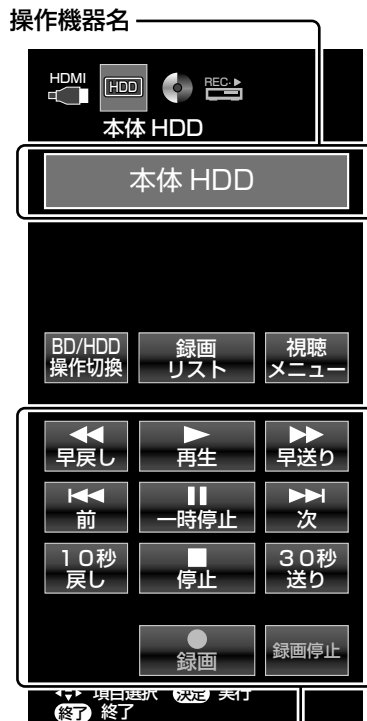 操作機器名
HDMI HDD REC
本体 HDD
本体 HDD
BD/HDD 操作切換 録画 リスト 視聴 メニュー
早戻し 再生 早送り
前 一時停止 次
10秒 戻し 停止 30秒 送り
録画 録画停止
項目選択 決定 実行
終了 終了